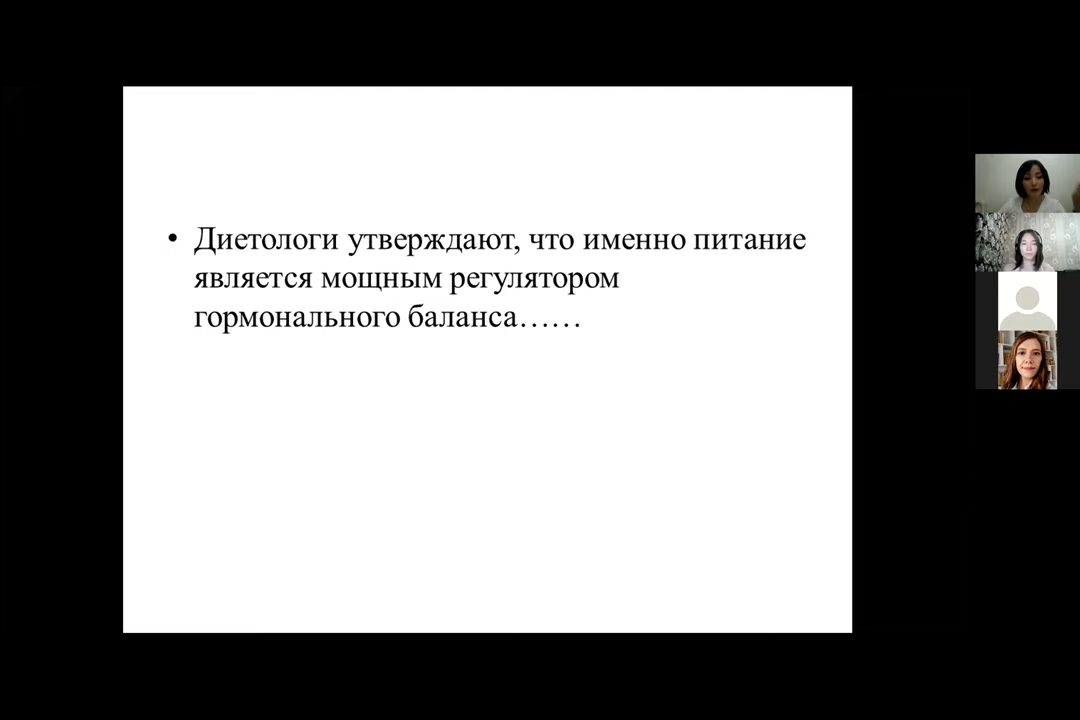 • Диетологи утверждают, что именно питание
является мощным регулятором
гормонального баланса……